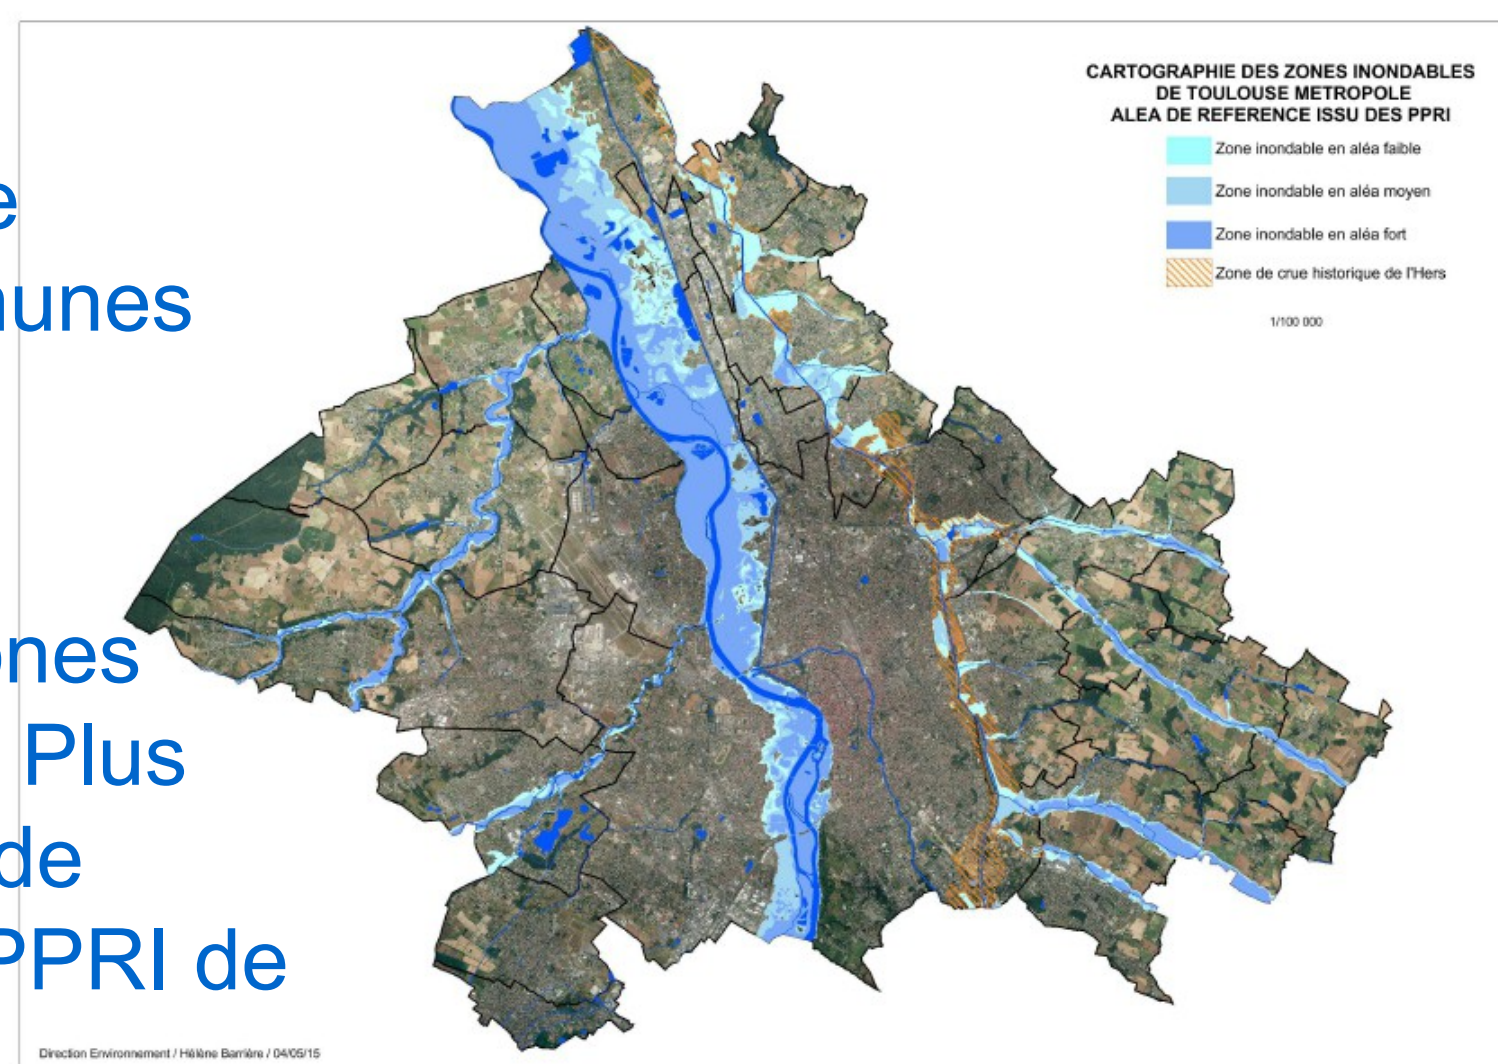 CARTOGRAPHIE DES ZONES INONDABLES
DE TOULOUSE METROPOLE
ALEA DE REFERENCE ISSU DES PPRI
Zone inondable en aléa faible
Zone inondable en aléa moyen
Zone inondable en aléa fort
Zone de crue historique de l'Hers
1/100 000
e
unes
ones
Plus
de
PPRI de
Direction Environnement / Hélène Barrière / 04/05/15